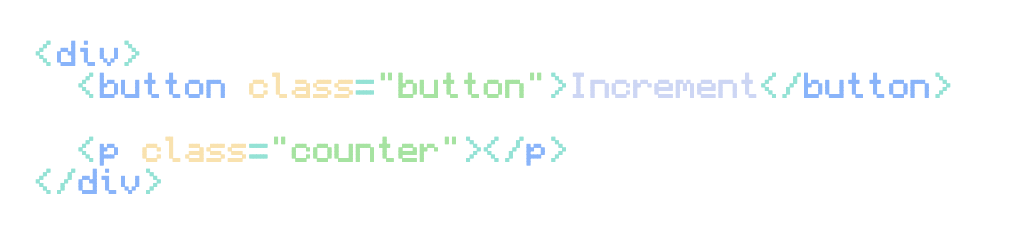 <div>
  <button class="button">Increment</button>

  <p class="counter"></p>
</div>